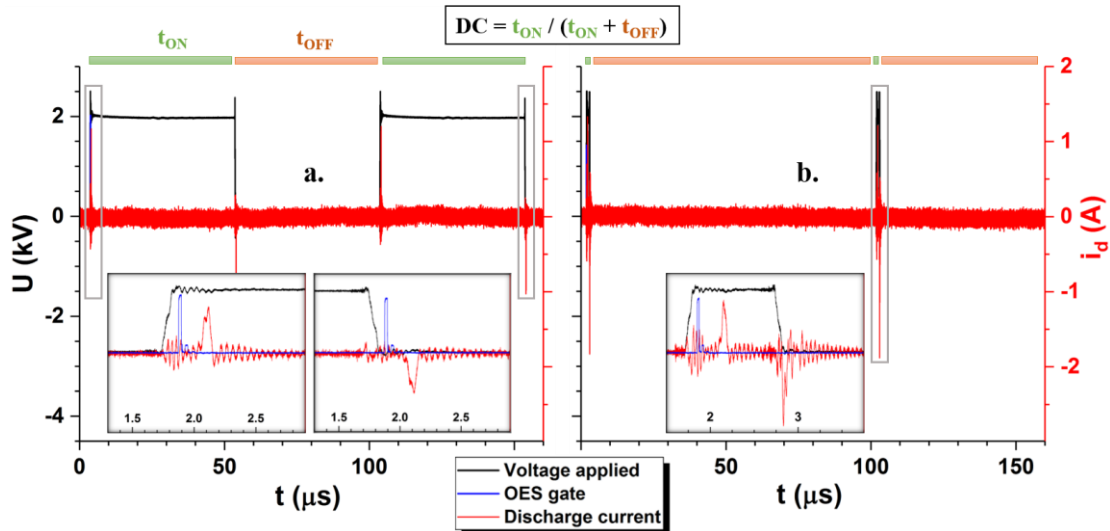 DC = tON / (tON + tOFF)
tON
tOFF
a.
b.
U (kV)
4
2
0
-2
-4
2
1
0
-1
-2
-3
id (A)
1.5
2.0
2.5
1.5
2.0
2.5
2
3
0
50
100
50
100
150
t (μs)
t (μs)
Voltage applied
OES gate
Discharge current